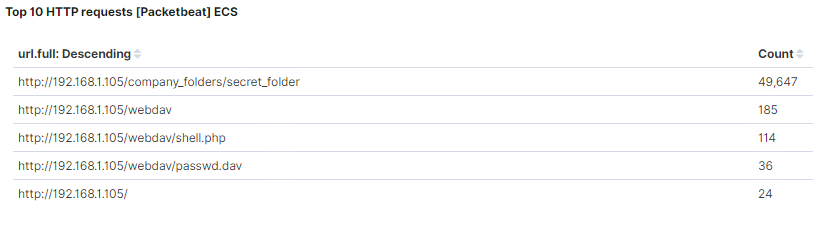 Top 10 HTTP requests [Packetbeat] ECS
url.full: Descending Count
http://192.168.1.105/company_folders/secret_folder 49,647
http://192.168.1.105/webdav 185
http://192.168.1.105/webdav/shell.php 114
http://192.168.1.105/webdav/passwd.dav 36
http://192.168.1.105/ 24